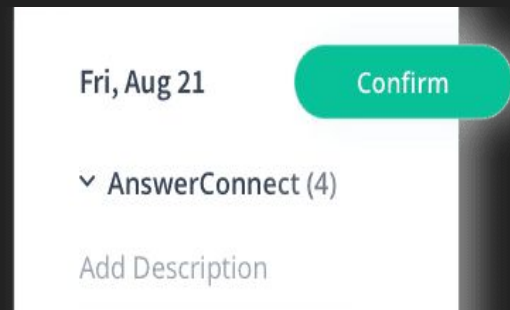 Fri, Aug 21 Confirm
AnswerConnect (4)
Add Description